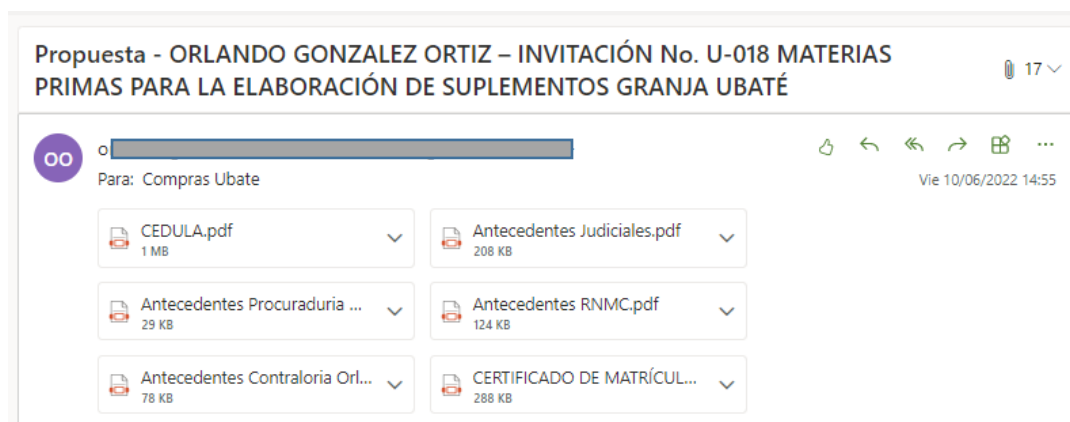 Propuesta - ORLANDO GONZALEZ ORTIZ – INVITACIÓN No. U-018 MATERIAS
PRIMAS PARA LA ELABORACIÓN DE SUPLEMENTOS GRANJA UBATÉ
17
OO
o
Para: Compras Ubate
Vie 10/06/2022 14:55
CEDULA.pdf
1 MB
Antecedentes Judiciales.pdf
208 KB
Antecedentes Procuraduria ...
29 KB
Antecedentes RNMC.pdf
124 KB
Antecedentes Contraloria Orl...
78 KB
CERTIFICADO DE MATRÍCUL...
288 KB